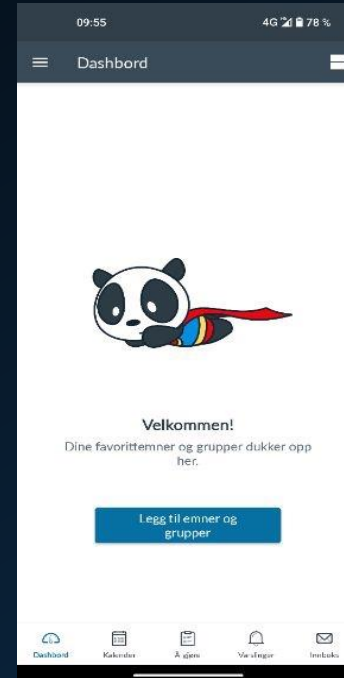 09:55 4G 78 %
Dashbord
Velkommen!
Dine favorittemner og grupper dukker opp
her.
Legg til emner og
grupper
Dashbord Kalender Å gjøre Varslinger Innboks